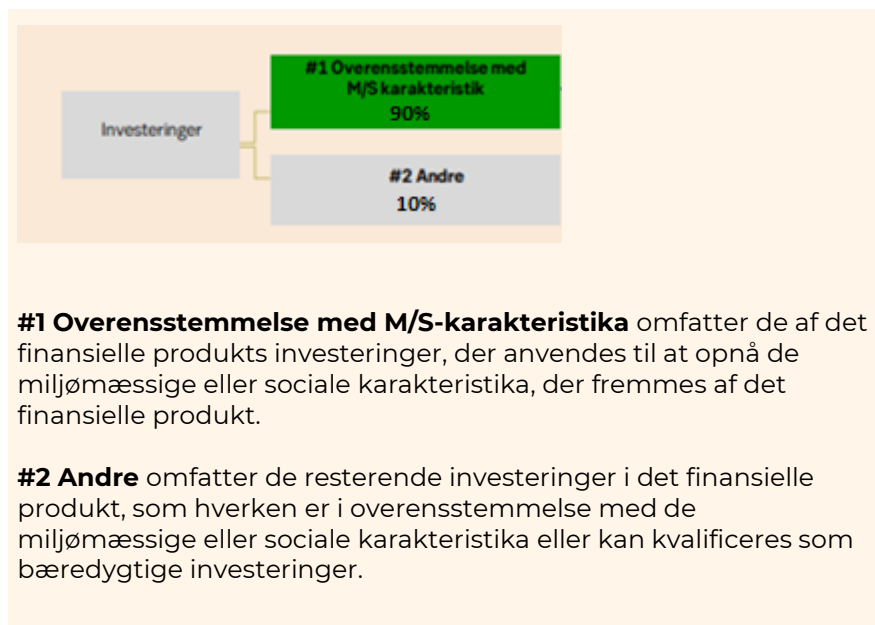 #1 Overensstemmelse med
M/S karakteristik
90%
Investeringer
#2 Andre
10%
#1 Overensstemmelse med M/S-karakteristika omfatter de af det
finansielle produkts investeringer, der anvendes til at opnå de
miljømæssige eller sociale karakteristika, der fremmes af det
finansielle produkt.
#2 Andre omfatter de resterende investeringer i det finansielle
produkt, som hverken er i overensstemmelse med de
miljømæssige eller sociale karakteristika eller kan kvalificeres som
bæredygtige investeringer.